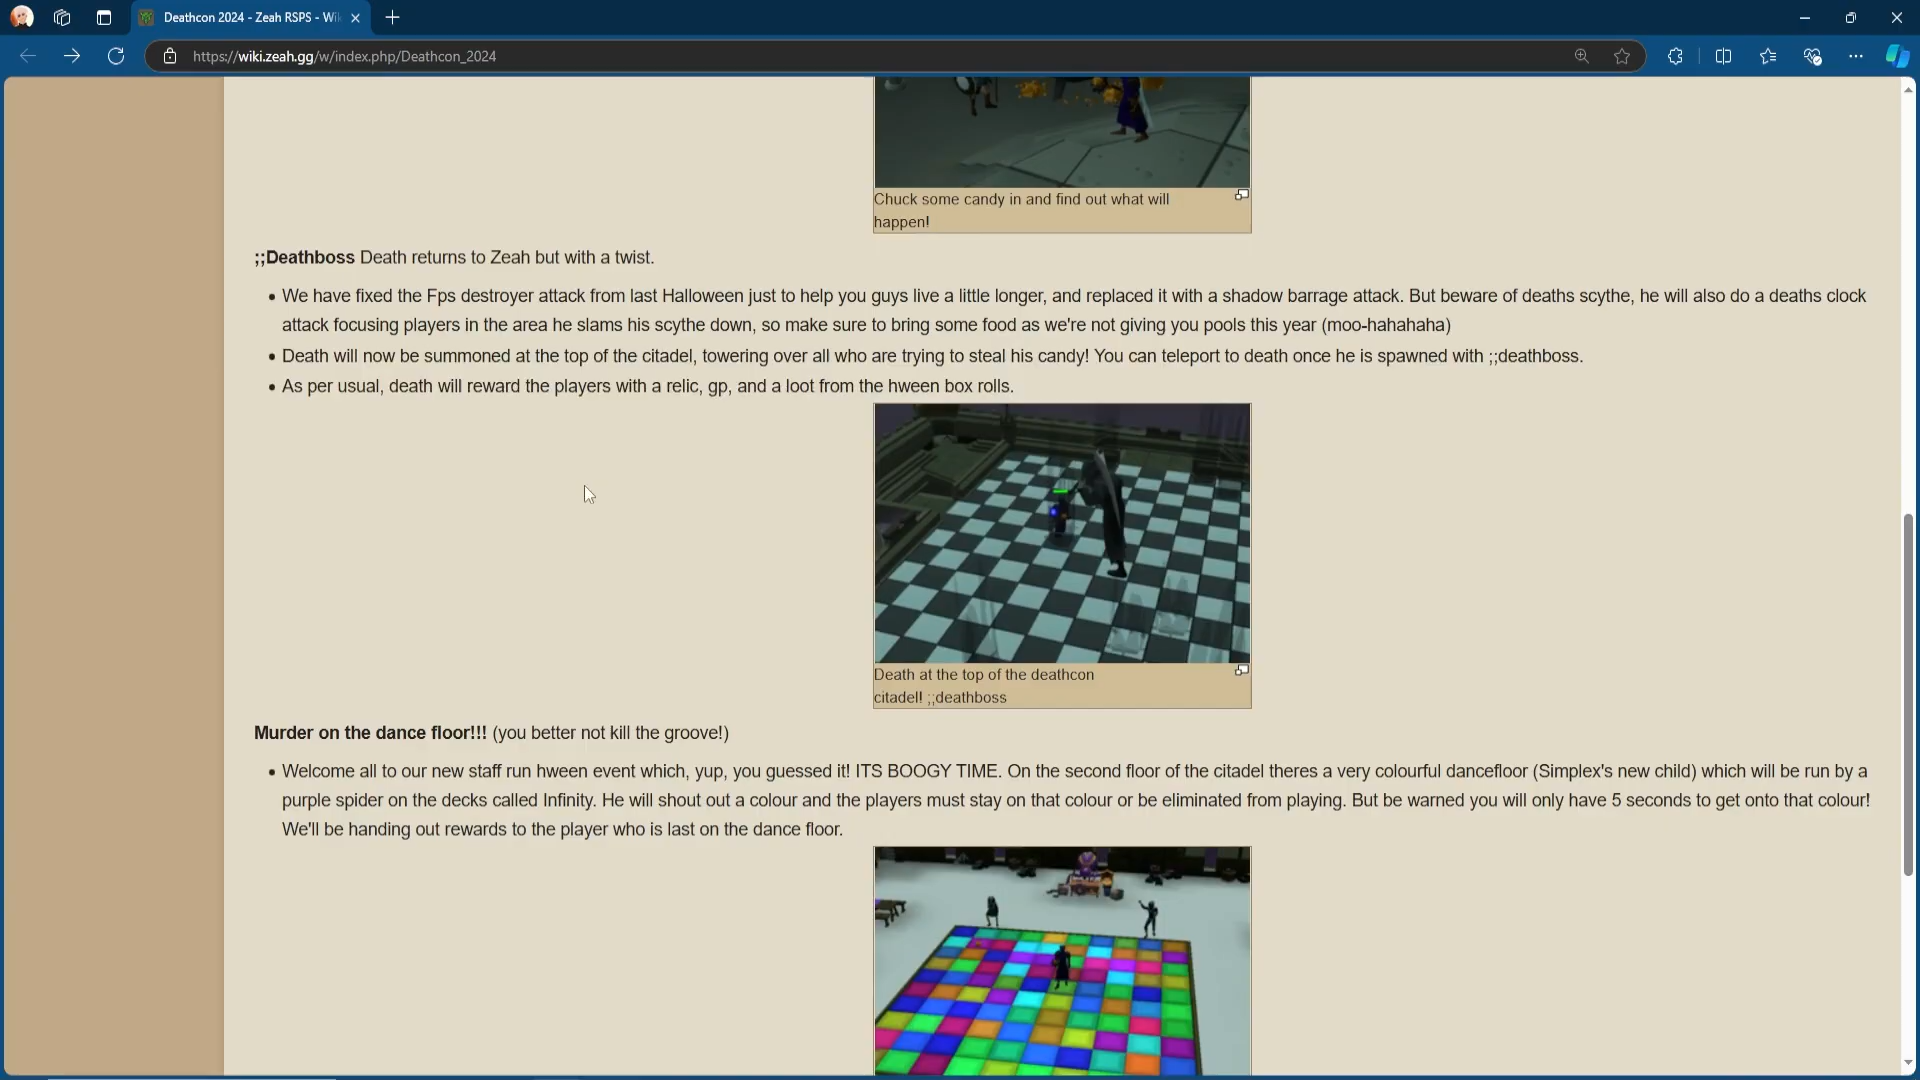 Deathcon 2024 - Zeah RSPS - Wi
https://wiki.zeah.gg/w/index.php/Deathcon_2024
Chuck some candy in and find out what will
happen!
;;Deathboss Death returns to Zeah but with a twist.
We have fixed the Fps destroyer attack from last Halloween just to help you guys live a little longer, and replaced it with a shadow barrage attack. But beware of deaths scythe, he will also do a deaths clock
attack focusing players in the area he slams his scythe down, so make sure to bring some food as we're not giving you pools this year (moo-hahahaha)
Death will now be summoned at the top of the citadel, towering over all who are trying to steal his candy! You can teleport to death once he is spawned with ;;deathboss.
As per usual, death will reward the players with a relic, gp, and a loot from the hween box rolls.
Death at the top of the deathcon
citadel! ;;deathboss
Murder on the dance floor!!! (you better not kill the groove!)
Welcome all to our new staff run hween event which, yup, you guessed it! ITS BOOGY TIME. On the second floor of the citadel theres a very colourful dancefloor (Simplex's new child) which will be run by a
purple spider on the decks called Infinity. He will shout out a colour and the players must stay on that colour or be eliminated from playing. But be warned you will only have 5 seconds to get onto that colour!
We'll be handing out rewards to the player who is last on the dance floor.